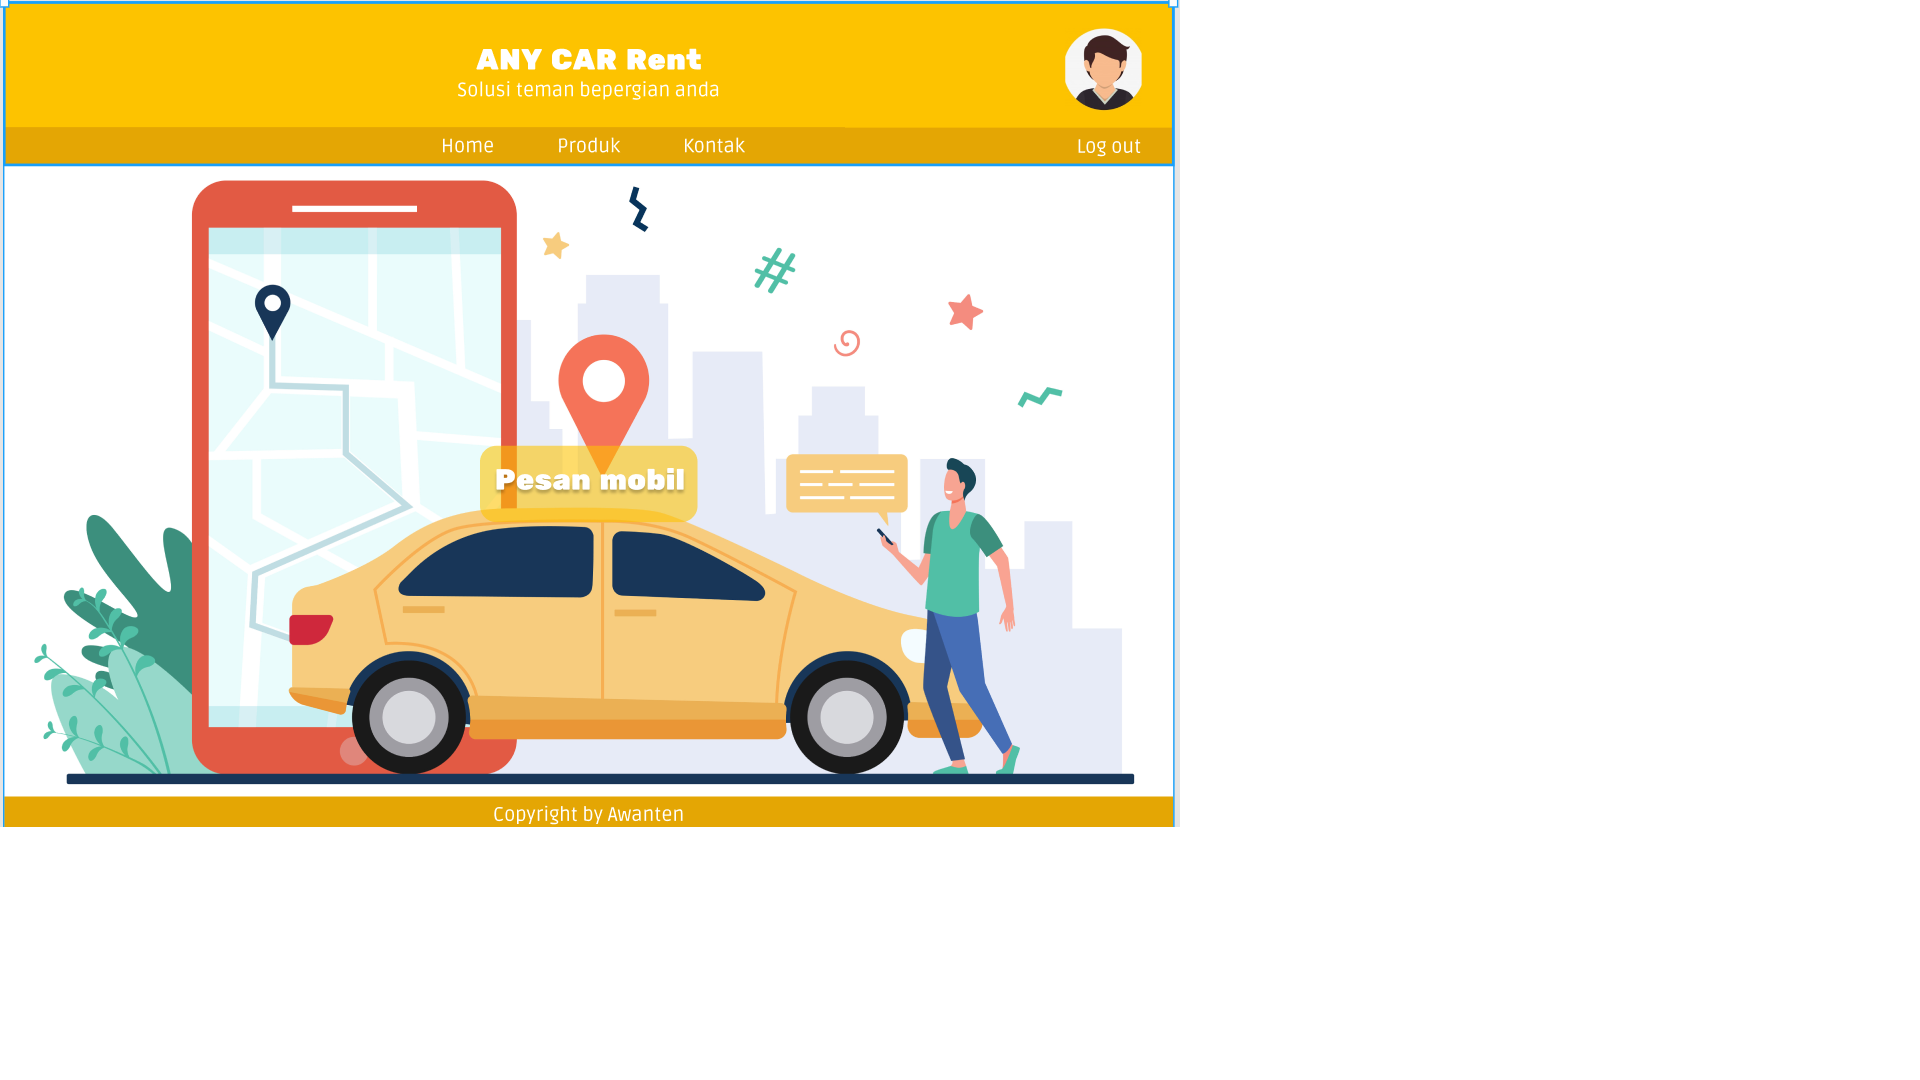 ANY CAR Rent
Solusi teman bepergian anda
Home Produk Kontak Log out
Pesan mobil
Copyright by Awanten